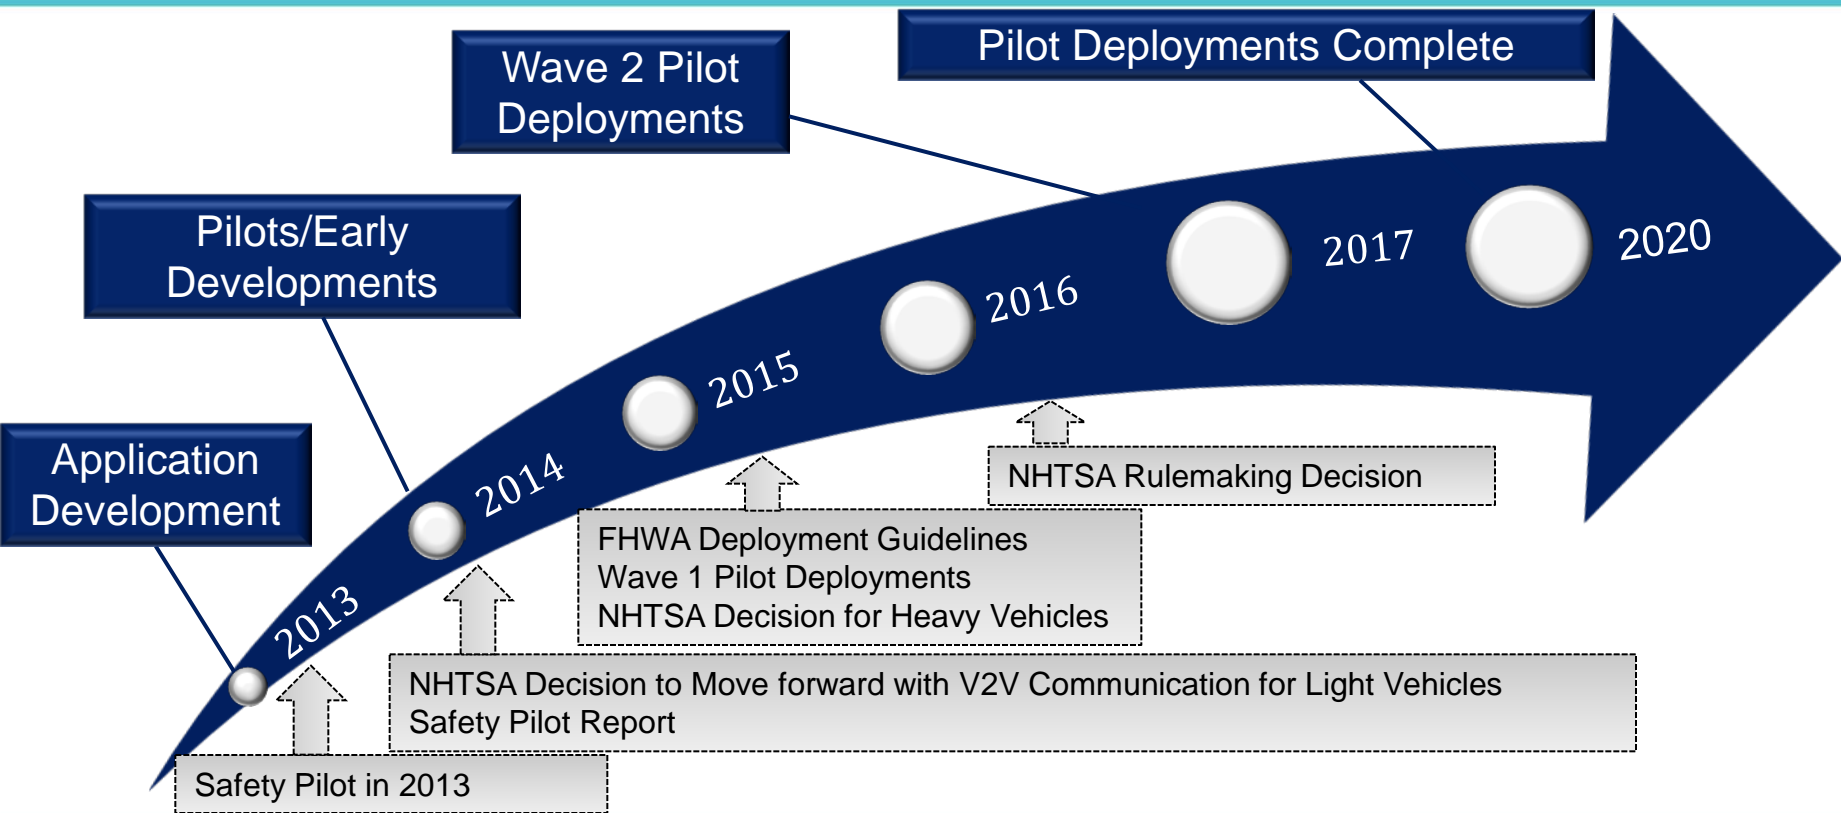 Pilot Deployments Complete
Wave 2 Pilot
Deployments
Pilots/Early
Developments
Application
Development
2013
2014
2015
2016
2017
2020
NHTSA Rulemaking Decision
FHWA Deployment Guidelines
Wave 1 Pilot Deployments
NHTSA Decision for Heavy Vehicles
NHTSA Decision to Move forward with V2V Communication for Light Vehicles
Safety Pilot Report
Safety Pilot in 2013